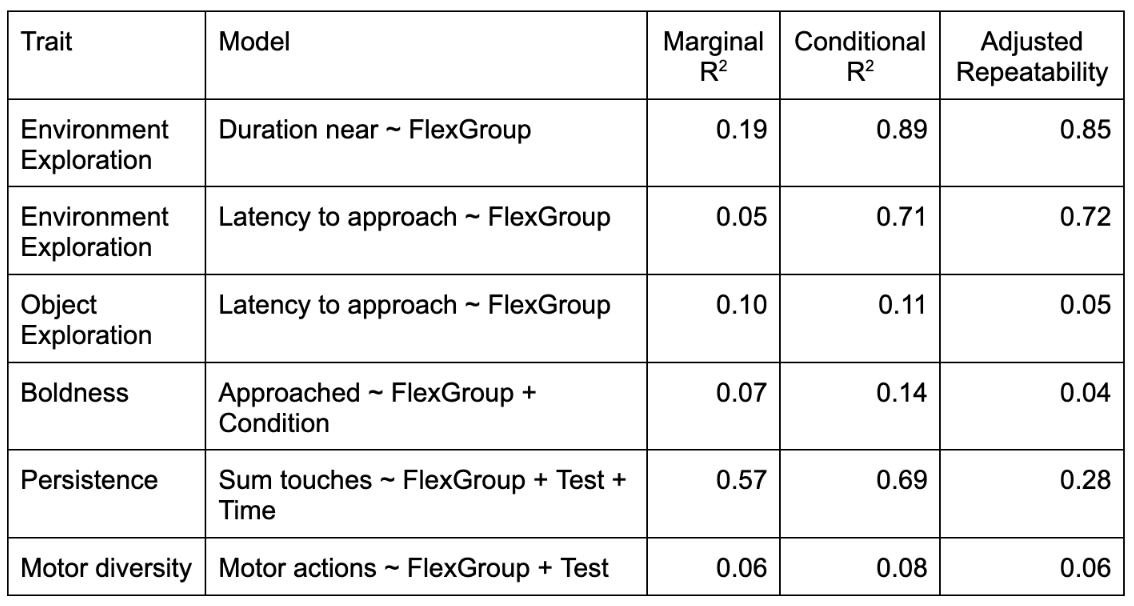 Trait Model Marginal R² Conditional R² Adjusted Repeatability
Environment Exploration Duration near ~ FlexGroup 0.19 0.89 0.85
Environment Exploration Latency to approach ~ FlexGroup 0.05 0.71 0.72
Object Exploration Latency to approach ~ FlexGroup 0.10 0.11 0.05
Boldness Approached ~ FlexGroup + Condition 0.07 0.14 0.04
Persistence Sum touches ~ FlexGroup + Test + Time 0.57 0.69 0.28
Motor diversity Motor actions ~ FlexGroup + Test 0.06 0.08 0.06